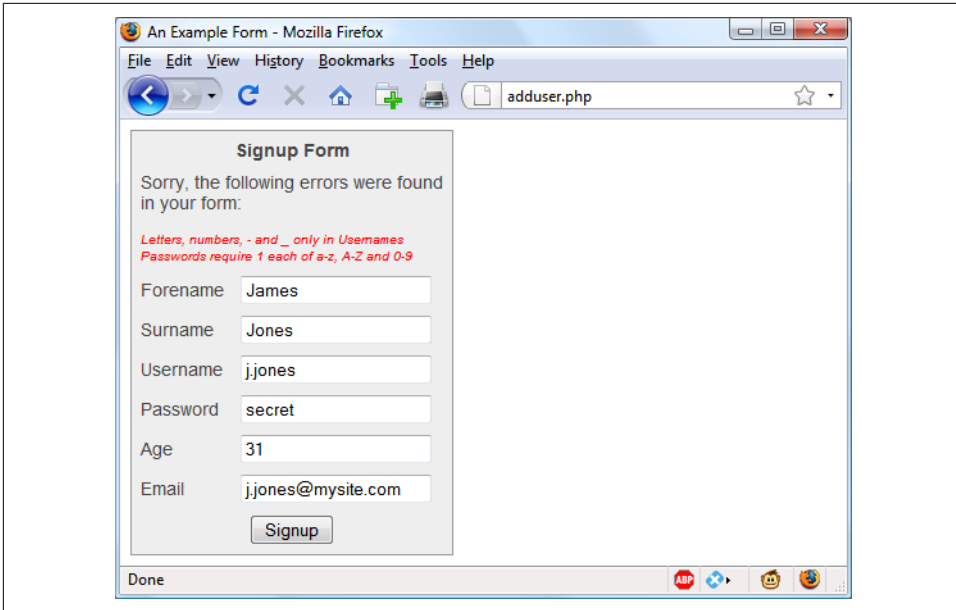 An Example Form - Mozilla Firefox
File Edit View History Bookmarks Tools Help
adduser.php
Signup Form
Sorry, the following errors were found
in your form:
Letters, numbers, - and _ only in Usernames
Passwords require 1 each of a-z, A-Z and 0-9
Forename James
Surname Jones
Username j.jones
Password secret
Age 31
Email j.jones@mysite.com
Signup
Done
ABP